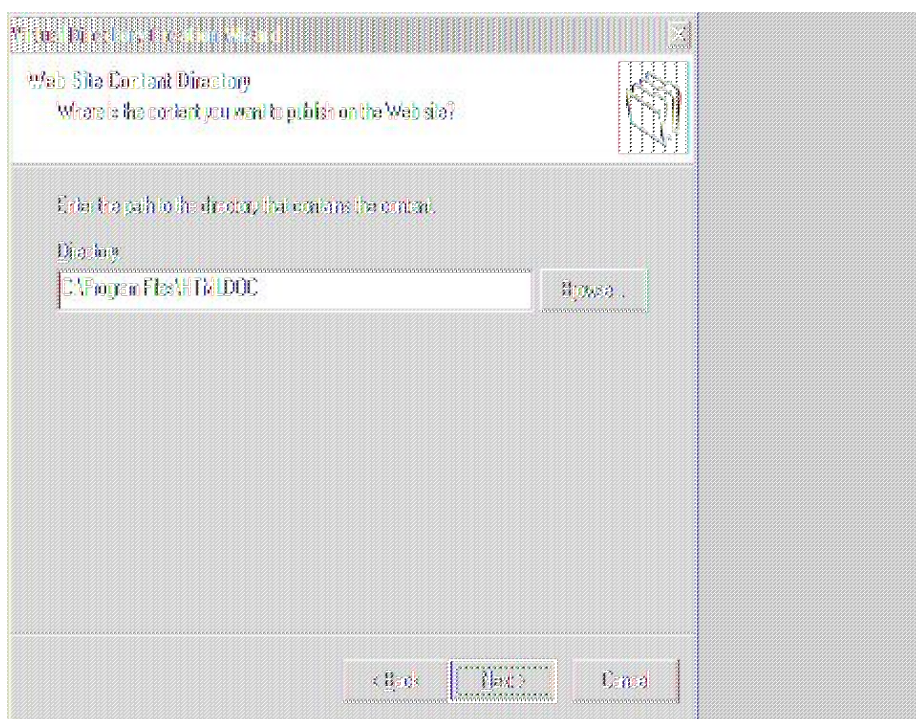 Virtual Directory Creation Wizard
Web Site Content Directory
Where is the content you want to publish on the Web site?
Enter the path to the directory that contains the content.
Directory
C:\Program Files\HTMLDOC
Browse...
< Back
Next >
Cancel